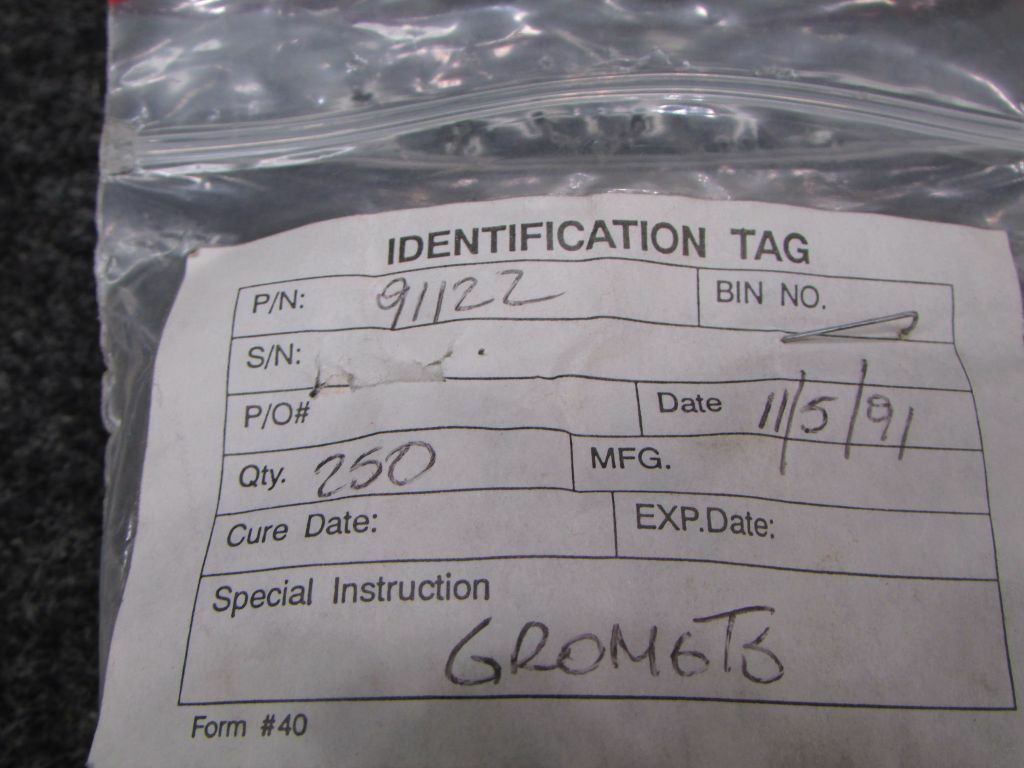 IDENTIFICATION TAG
P/N: 91122 BIN NO.
S/N:
P/O# Date 11/5/91
Qty. 250 MFG.
Cure Date: EXP.Date:
Special Instruction
GROMETS
Form #40